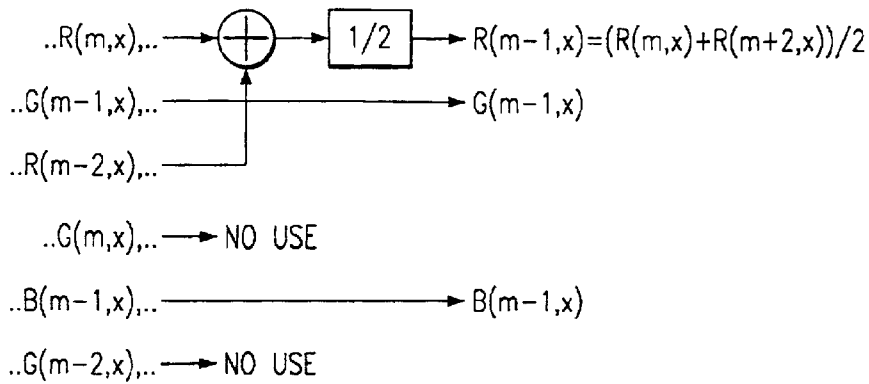 ..R(m,x),.. 1/2 R(m-1,x)=(R(m,x)+R(m+2,x))/2
..G(m-1,x),.. G(m-1,x)
..R(m-2,x),..
..G(m,x),.. NO USE
..B(m-1,x),.. B(m-1,x)
..G(m-2,x),.. NO USE